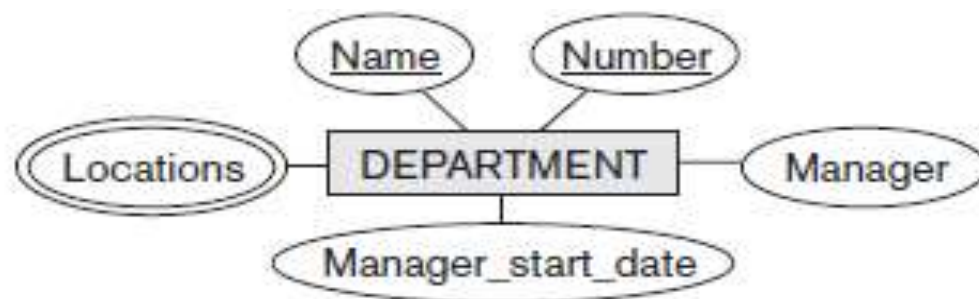 Name
Number
Locations
DEPARTMENT
Manager
Manager_start_date